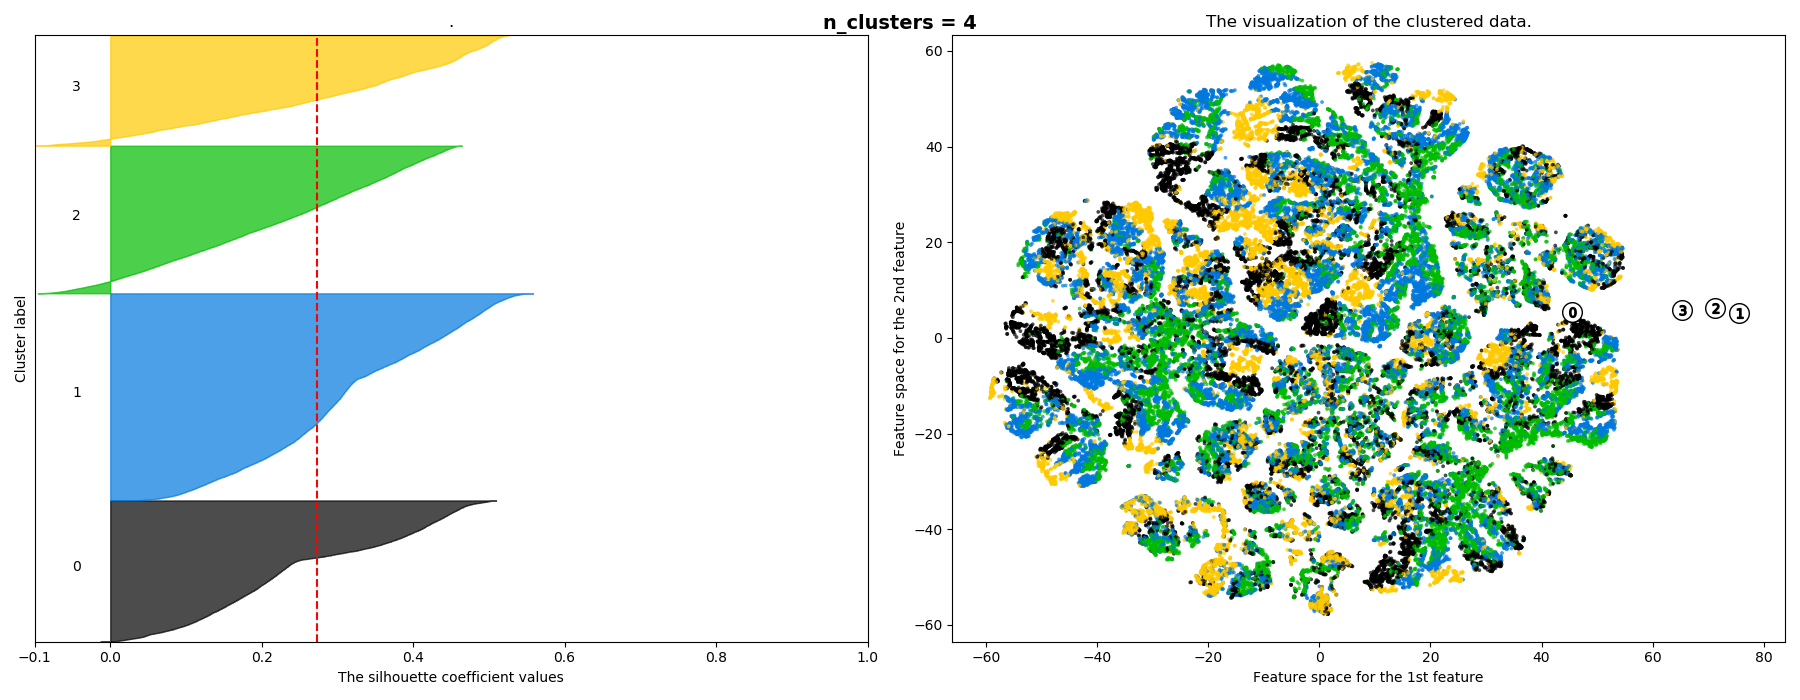 n_clusters = 4
.
3
2
1
0
Cluster label
−0.1 0.0 0.2 0.4 0.6 0.8 1.0
The silhouette coefficient values
The visualization of the clustered data.
60
40
20
0
−20
−40
−60
Feature space for the 2nd feature
0 3 2 1
−60 −40 −20 0 20 40 60 80
Feature space for the 1st feature